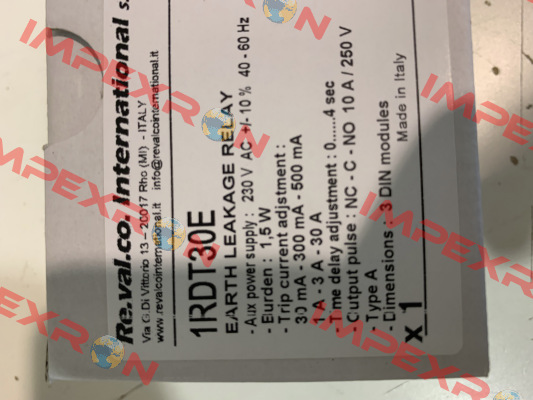 Re.val.co. International s.
Via G.Di Vittorio 13 – 20017 Rho (MI) - ITALY
www.revalcointernational.it info@revalcointernational.it
1RDT30E
EARTH LEAKAGE RELAY
- Aux power supply : 230 V AC +/- 10 % 40 - 60 Hz
- Burden : 1,5 W
- Trip current adjstment :
30 mA - 300 mA - 500 mA
1 A - 3 A - 30 A
- Time delay adjustment : 0.......4 sec
- Output pulse : NC - C - NO 10 A / 250 V
- Type A
- Dimensions : 3 DIN modules
Made in Italy
x 1
IMPEXRON
IMPEXRON
IMPEXRON
IMPEXRON
IMPEXRON